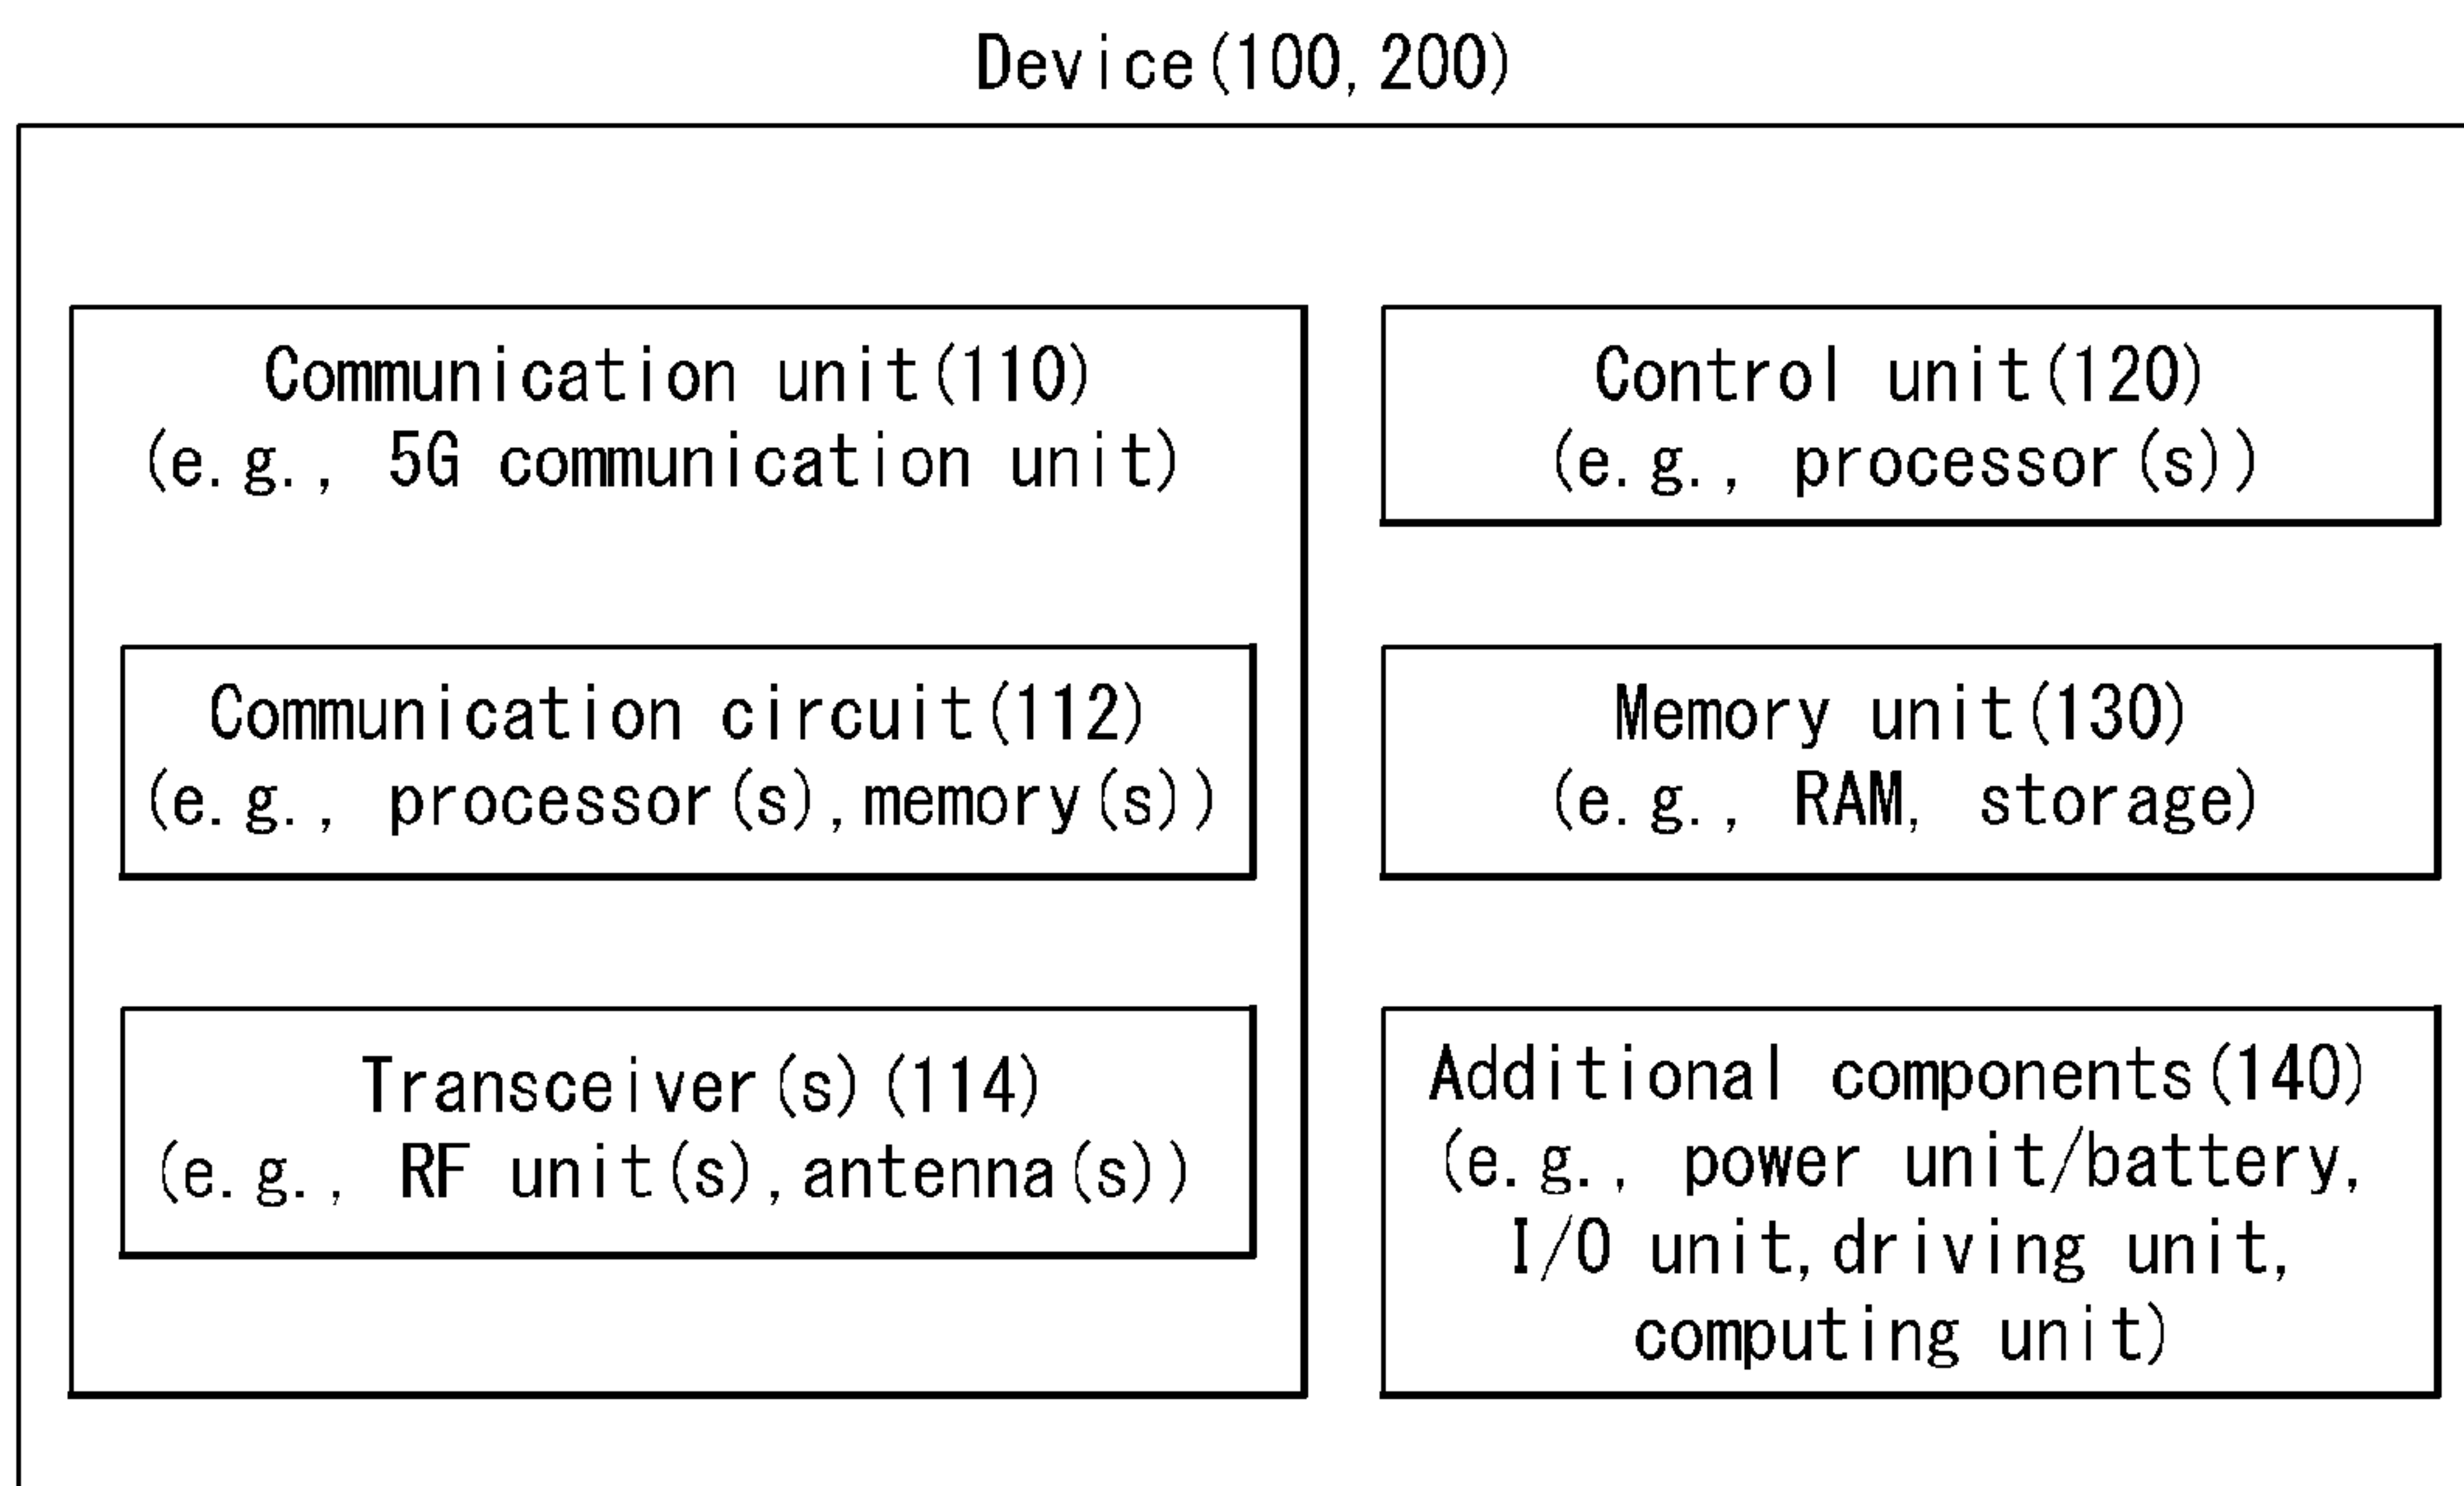 Device(100,200)
Communication unit(110)
(e.g., 5G communication unit)
Communication circuit(112)
(e.g., processor(s),memory(s))
Transceiver(s)(114)
(e.g., RF unit(s),antenna(s))
Control unit(120)
(e.g., processor(s))
Memory unit(130)
(e.g., RAM, storage)
Additional components(140)
(e.g., power unit/battery,
I/O unit,driving unit,
computing unit)